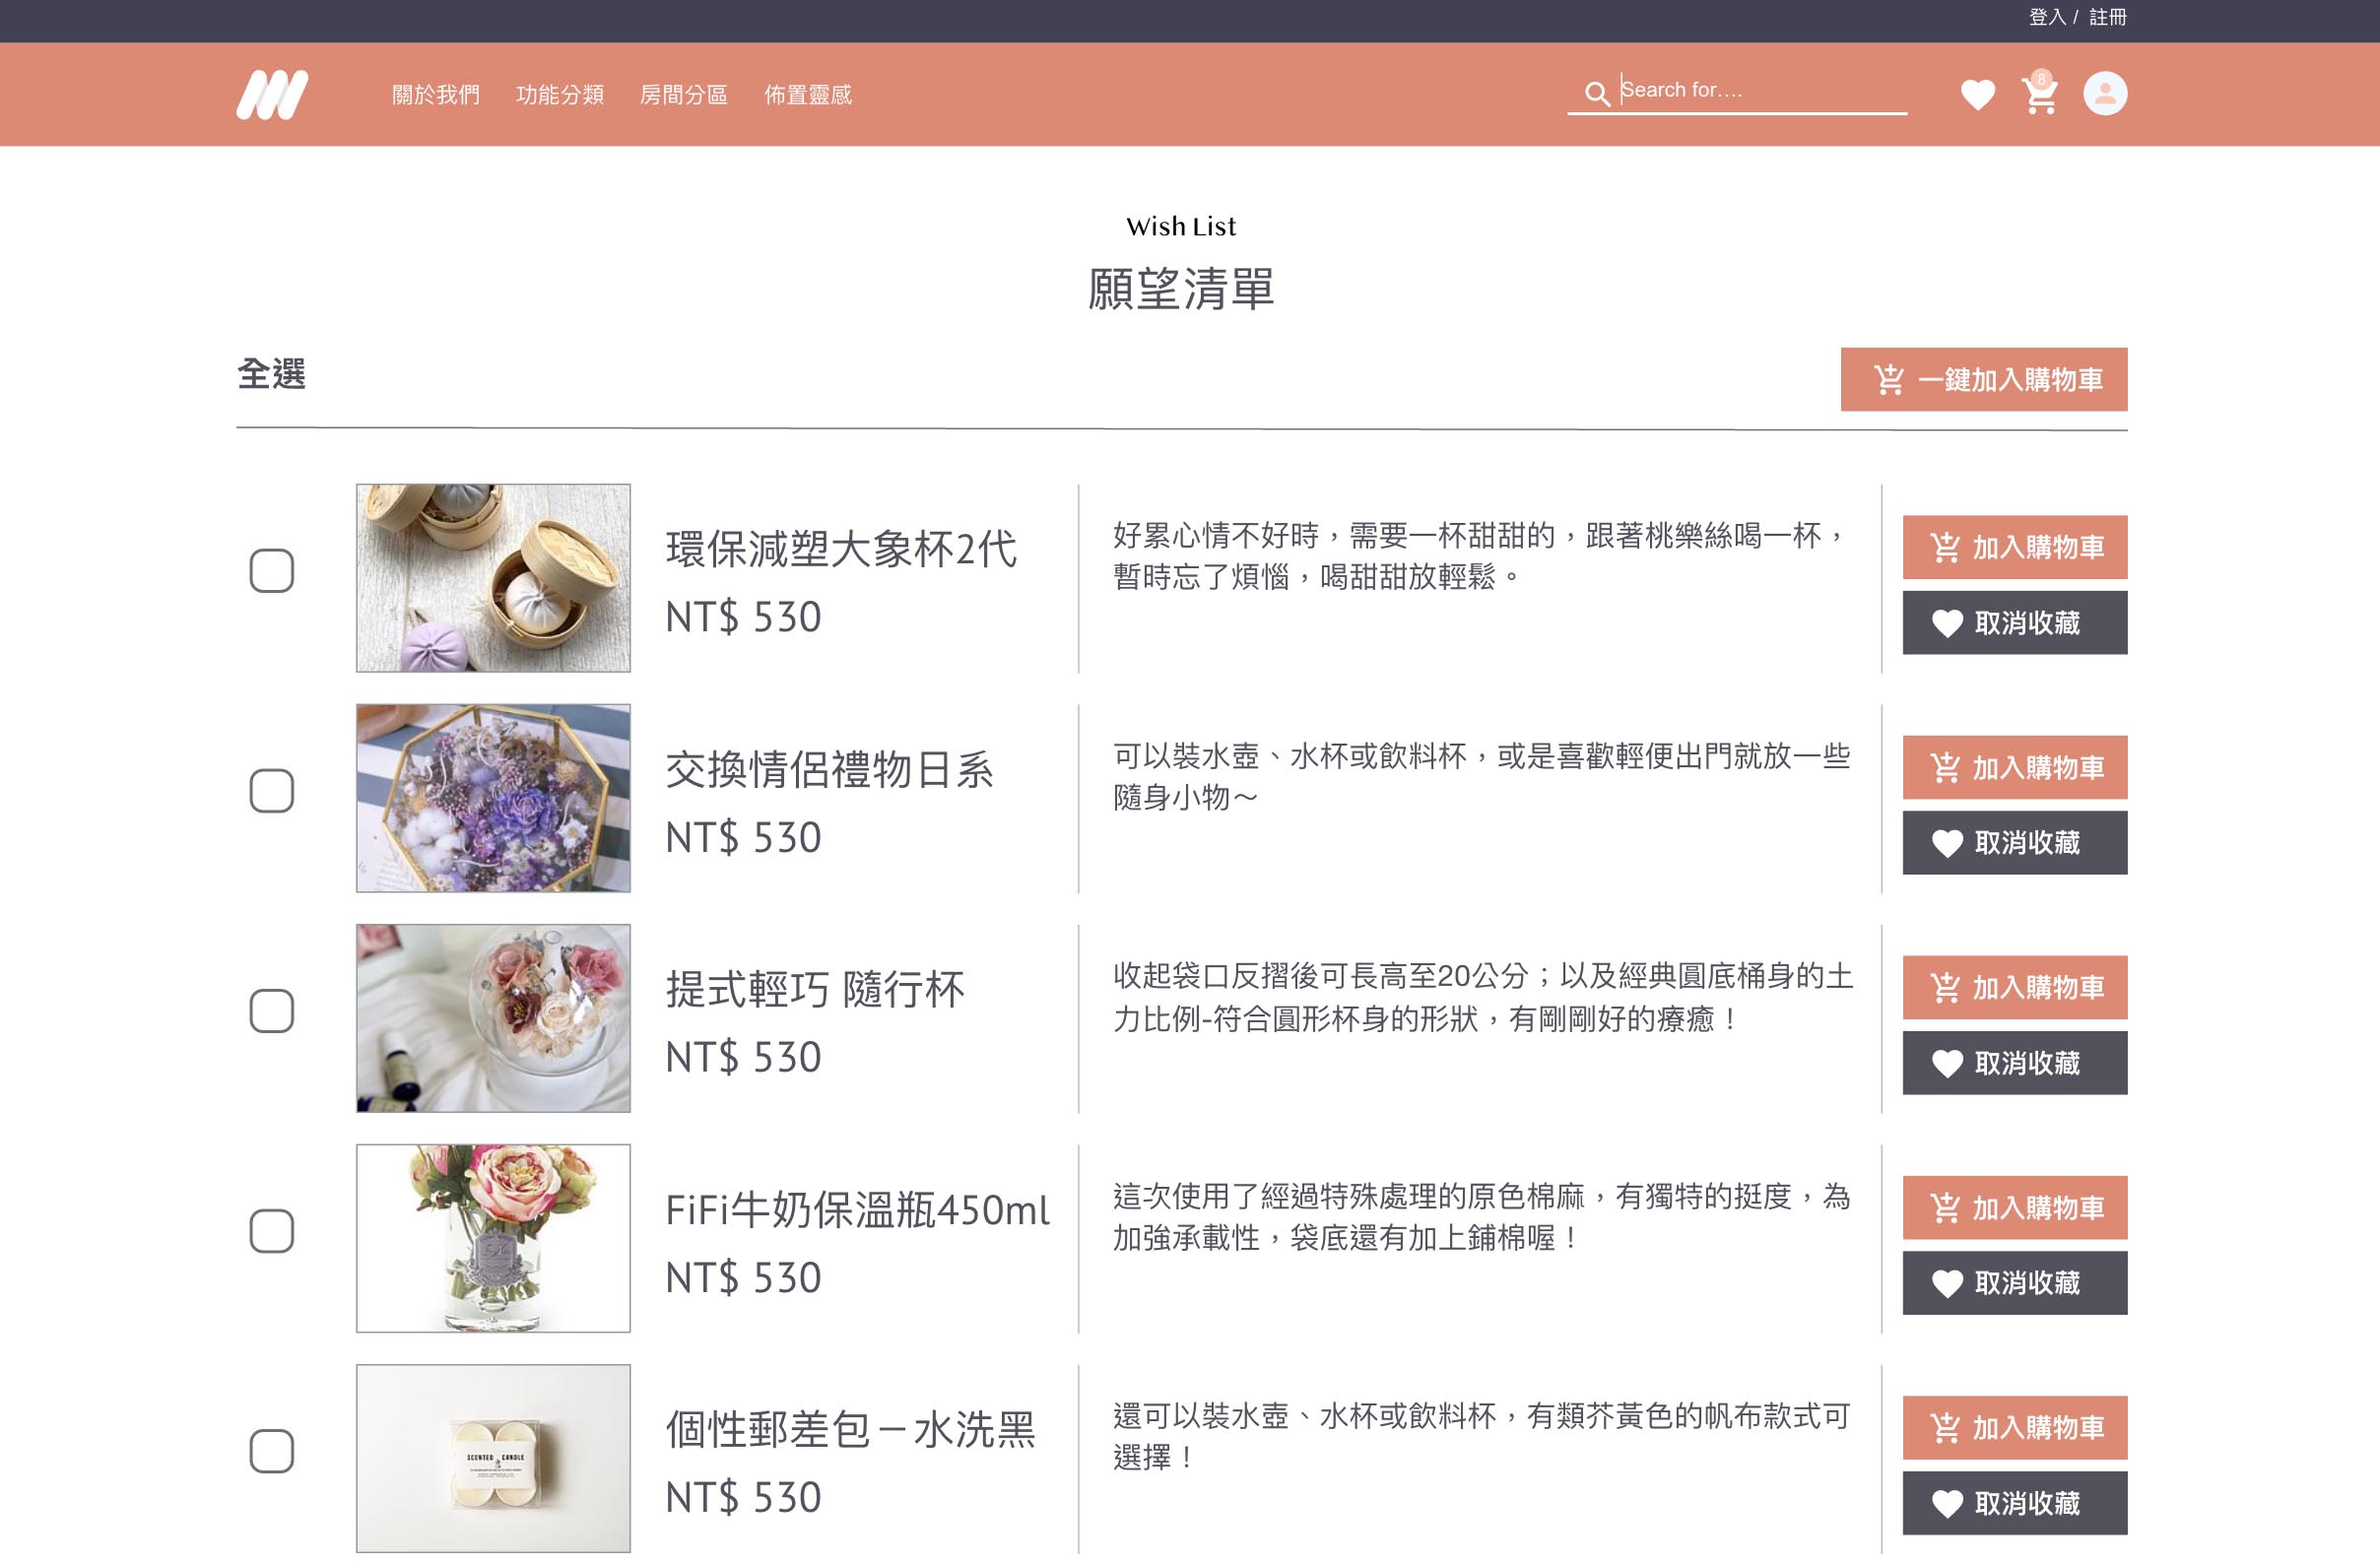 登入 / 註冊
關於我們 功能分類 房間分區 佈置靈感 Search for.... 8
Wish List
願望清單
全選 一鍵加入購物車
環保減塑大象杯2代
NT$ 530
好累心情不好時，需要一杯甜甜的，跟著桃樂絲喝一杯，
暫時忘了煩惱，喝甜甜放輕鬆。
加入購物車
取消收藏
交換情侶禮物日系
NT$ 530
可以裝水壺、水杯或飲料杯，或是喜歡輕便出門就放一些
隨身小物～
加入購物車
取消收藏
提式輕巧 隨行杯
NT$ 530
收起袋口反摺後可長高至20公分；以及經典圓底桶身的土
力比例-符合圓形杯身的形狀，有剛剛好的療癒！
加入購物車
取消收藏
FiFi牛奶保溫瓶450ml
NT$ 530
這次使用了經過特殊處理的原色棉麻，有獨特的挺度，為
加強承載性，袋底還有加上鋪棉喔！
加入購物車
取消收藏
SCENTED CANDLE
個性郵差包－水洗黑
NT$ 530
還可以裝水壺、水杯或飲料杯，有類芥黃色的帆布款式可
選擇！
加入購物車
取消收藏